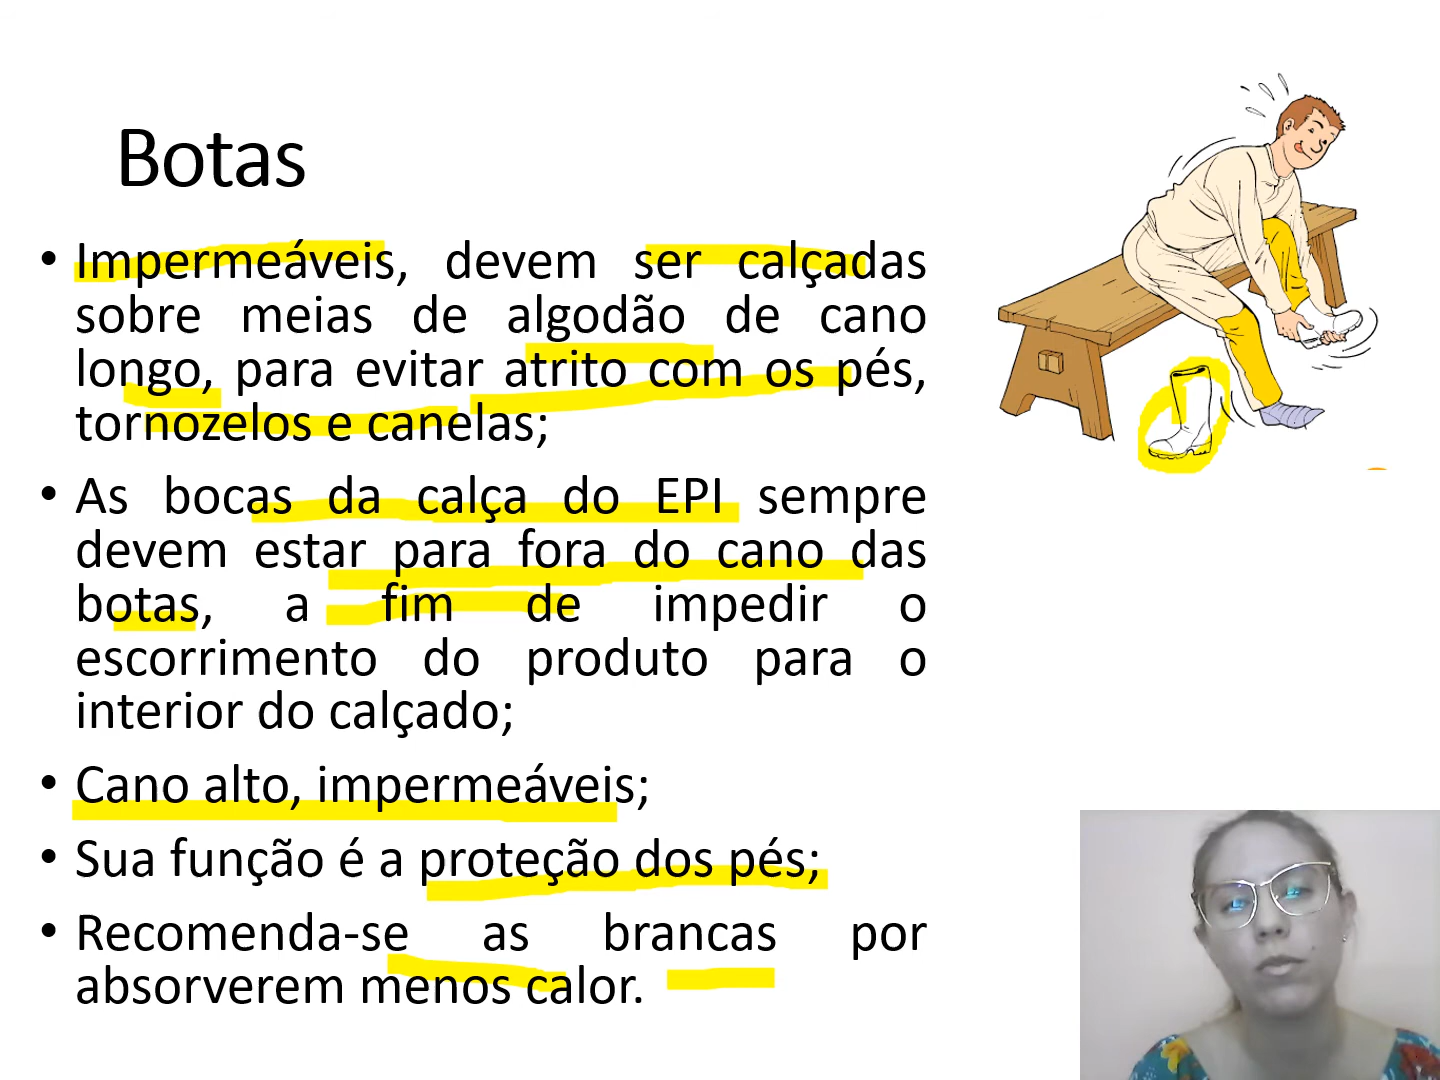 Botas
• Impermeáveis, devem ser calçadas
sobre meias de algodão de cano
longo, para evitar atrito com os pés,
tornozelos e canelas;
• As bocas da calça do EPI sempre
devem estar para fora do cano das
botas, a fim de impedir o
escorrimento do produto para o
interior do calçado;
• Cano alto, impermeáveis;
• Sua função é a proteção dos pés;
• Recomenda-se as brancas por
absorverem menos calor.